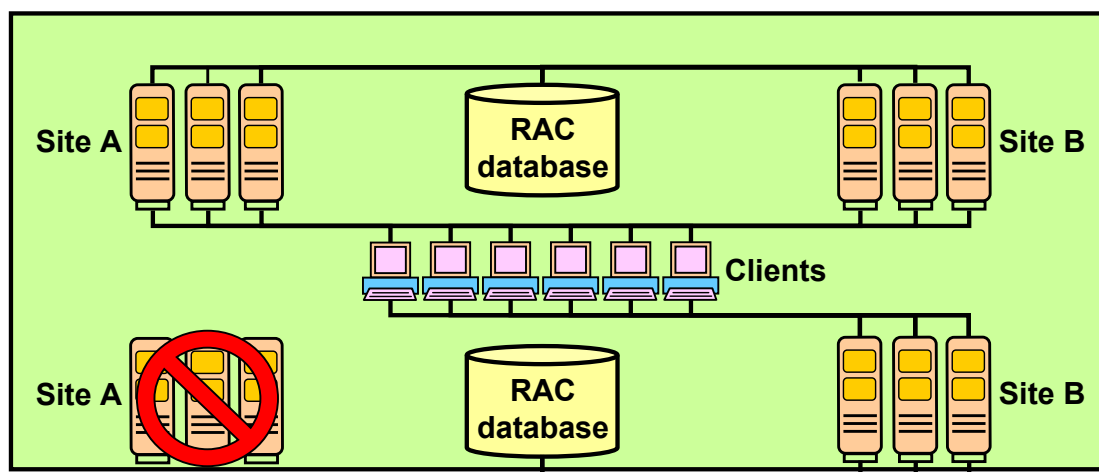 Site A
RAC
database
Site B
Clients
Site A
RAC
database
Site B